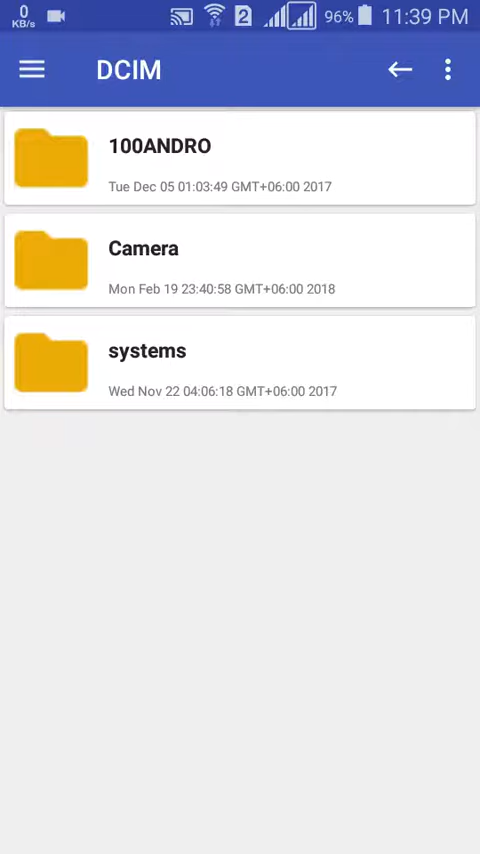 0
KB/s
2
96%
11:39 PM
DCIM
100ANDRO
Tue Dec 05 01:03:49 GMT+06:00 2017
Camera
Mon Feb 19 23:40:58 GMT+06:00 2018
systems
Wed Nov 22 04:06:18 GMT+06:00 2017